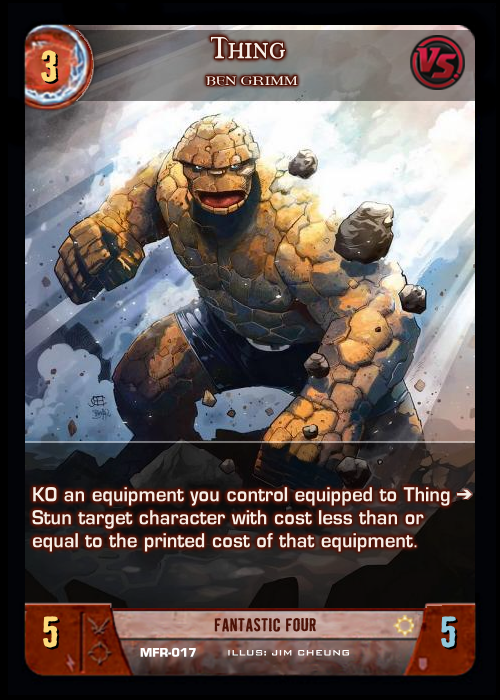 3
THING
BEN GRIMM
VS
KO an equipment you control equipped to Thing ➔
Stun target character with cost less than or
equal to the printed cost of that equipment.
5
FANTASTIC FOUR
5
MFR-017 ILLUS: JIM CHEUNG